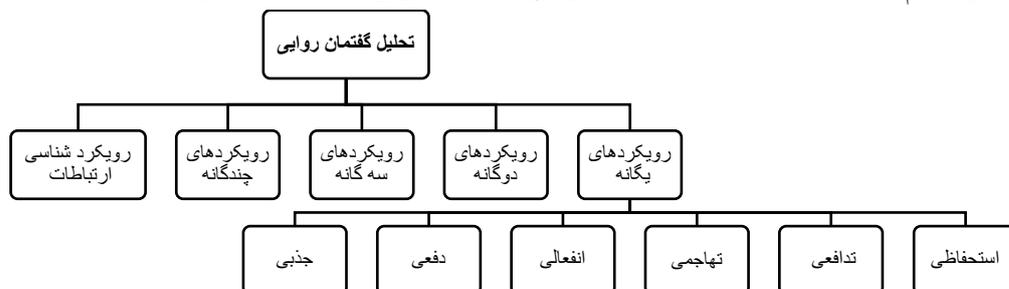 تحلیل گفتمان روایی
رویکردهای
یگانه
رویکردهای
دوگانه
رویکردهای
سه گانه
رویکردهای
چندگانه
رویکرد شناسی
ارتباطات
استحفاظی
تدافعی
تهاجمی
انفعالی
دفعی
جذبی